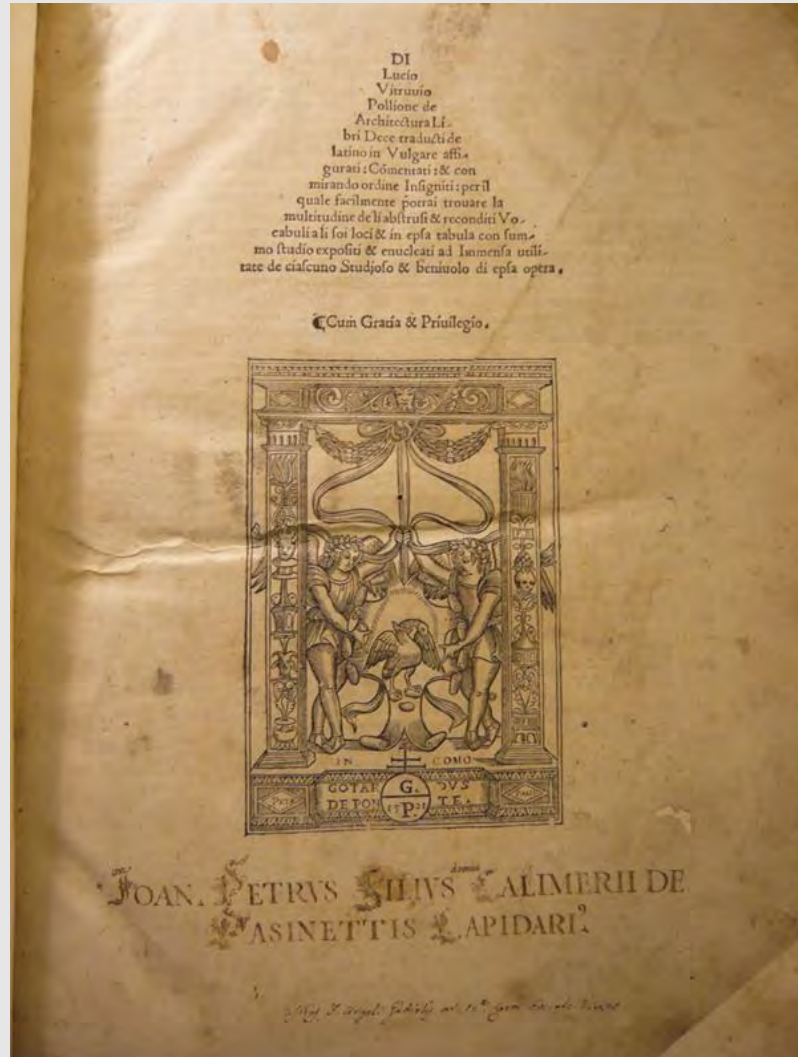 DI
Lucio
Vitruuio
Pollione de
Architectura Li-
bri Dece traducti de
latino in Vulgare affi-
gurati: Cōmentati: & con
mirando ordine Insigniti: per il
quale facilmente potrai trouare la
multitudine de li abstrusi & reconditi Vo-
cabuli a li soi loci & in epsa tabula con sum-
mo studio expositi & enucleati ad Immensa utili-
tate de ciascuno Studioso & beniuolo di epsa opera.
Cum Gratia & Priuilegio.
IN COMO
GOTAR G. DVS
DE PON 1521 P. TE.
IOAN. PETRVS FILIVS CALIMERII DE
PASINETTIS LAPIDARI9